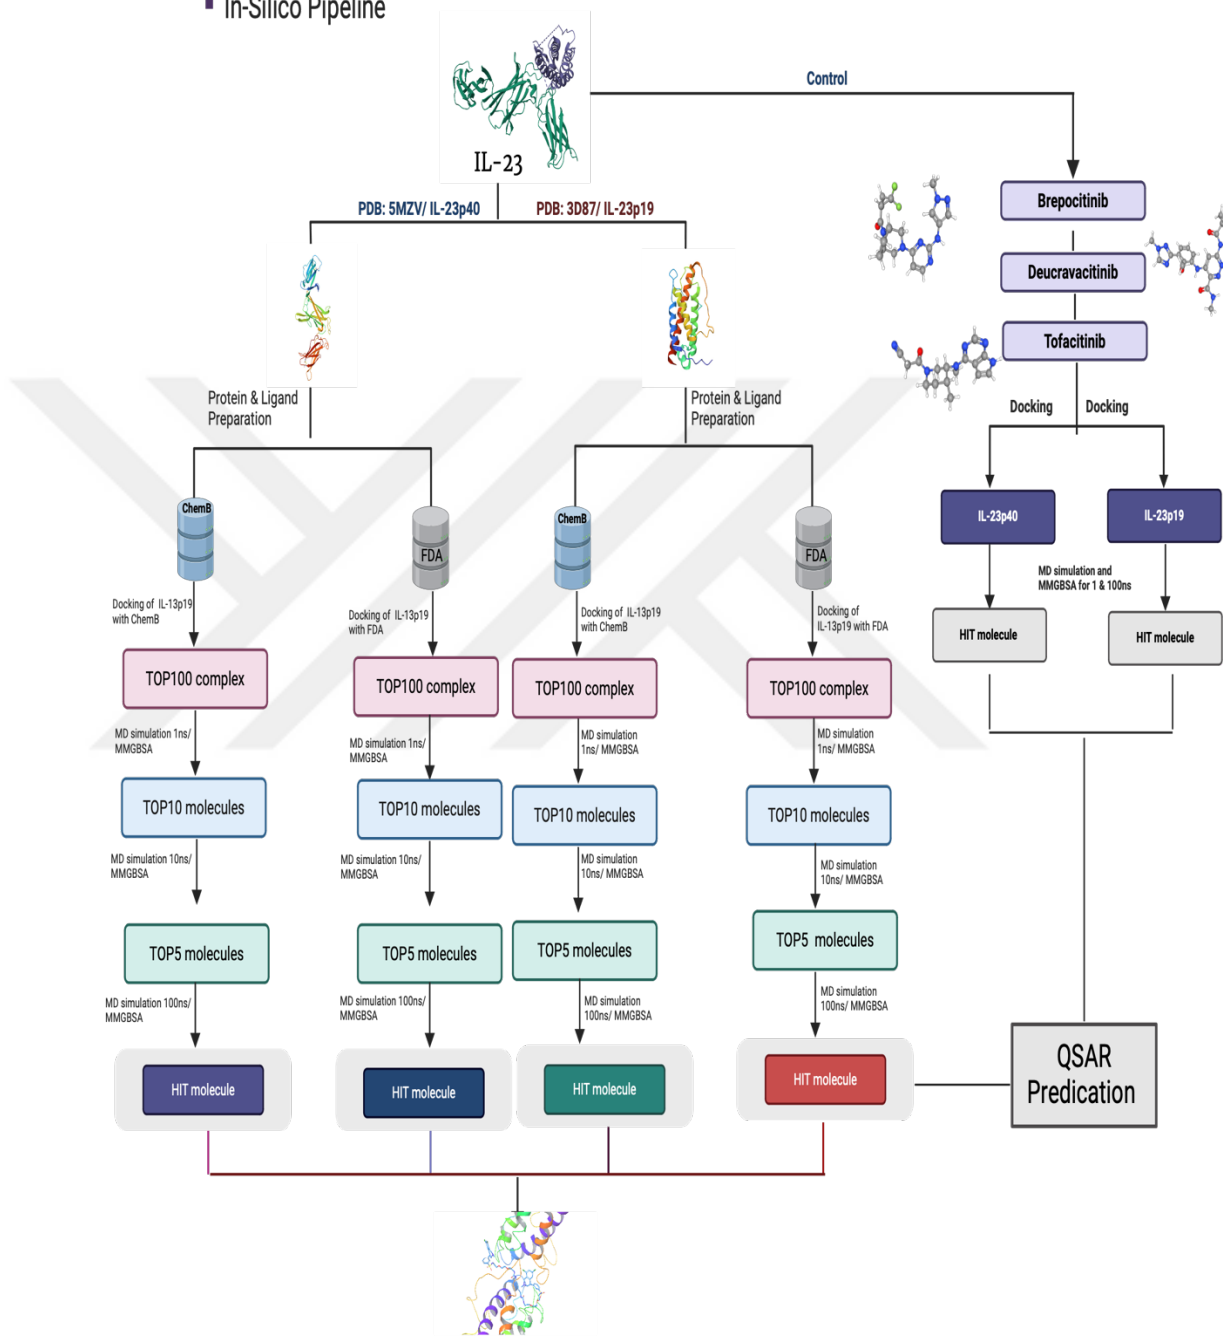 In-Silico Pipeline
IL-23
Control
PDB: 5MZV/ IL-23p40
PDB: 3D87/ IL-23p19
Brepocitinib
Deucravacitinib
Tofacitinib
Docking
Docking
IL-23p40
IL-23p19
MD simulation and
MMGBSA for 1 & 100ns
HIT molecule
HIT molecule
Protein & Ligand
Preparation
Protein & Ligand
Preparation
ChemB
FDA
ChemB
FDA
Docking of IL-13p19
with ChemB
Docking of IL-13p19
with FDA
Docking of IL-13p19
with ChemB
Docking of
IL-13p19 with FDA
TOP100 complex
TOP100 complex
TOP100 complex
TOP100 complex
MD simulation 1ns/
MMGBSA
MD simulation 1ns/
MMGBSA
MD simulation
1ns/ MMGBSA
MD simulation
1ns/ MMGBSA
TOP10 molecules
TOP10 molecules
TOP10 molecules
TOP10 molecules
MD simulation 10ns/
MMGBSA
MD simulation 10ns/
MMGBSA
MD simulation
10ns/ MMGBSA
MD simulation
10ns/ MMGBSA
TOP5 molecules
TOP5 molecules
TOP5 molecules
TOP5 molecules
MD simulation 100ns/
MMGBSA
MD simulation 100ns/
MMGBSA
MD simulation
100ns/ MMGBSA
MD simulation
100ns/ MMGBSA
HIT molecule
HIT molecule
HIT molecule
HIT molecule
QSAR
Predication